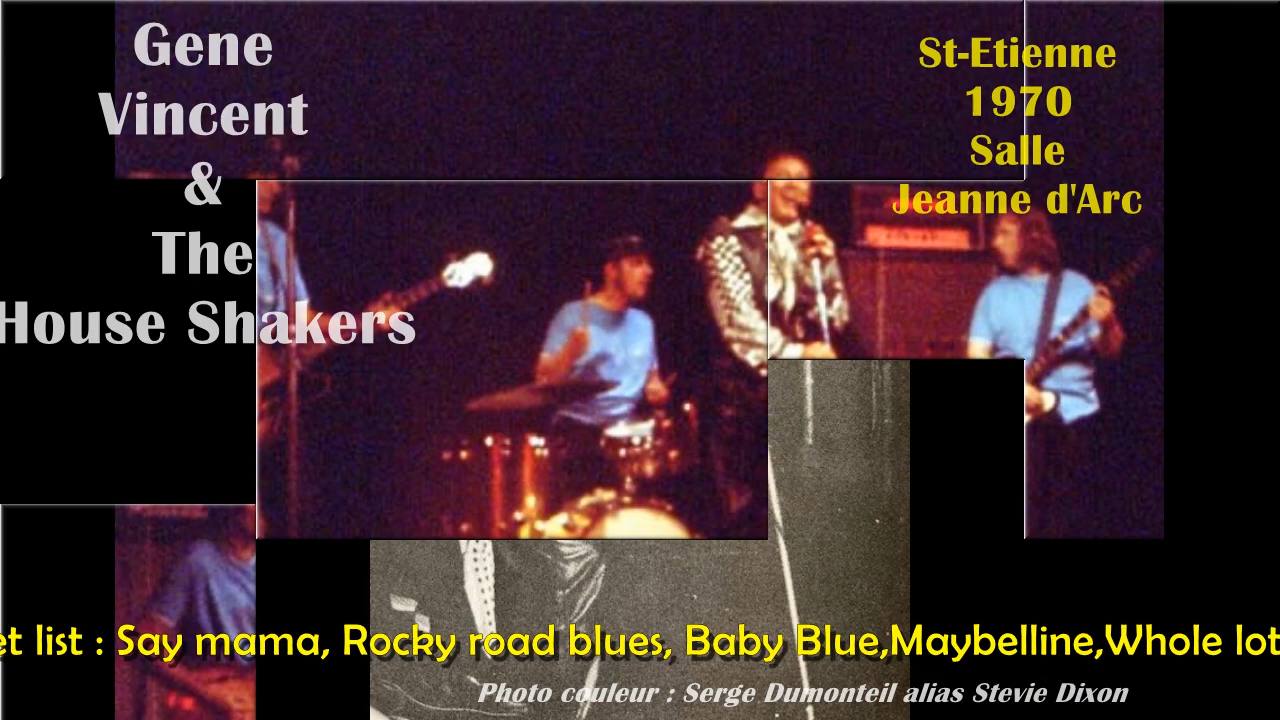 Gene
Vincent
&
The
House Shakers
St-Etienne
1970
Salle
Jeanne d'Arc
et list : Say mama, Rocky road blues, Baby Blue,Maybelline,Whole lot
Photo couleur : Serge Dumonteil alias Stevie Dixon